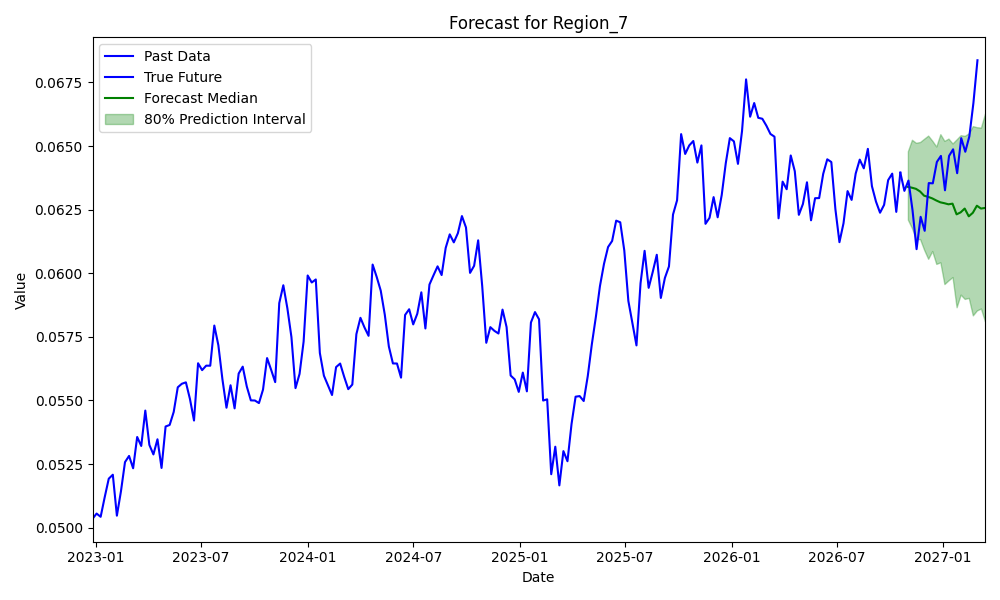 Forecast for Region_7
Past Data
True Future
Forecast Median
80% Prediction Interval
Value
0.0675
0.0650
0.0625
0.0600
0.0575
0.0550
0.0525
0.0500
2023-01
2023-07
2024-01
2024-07
2025-01
2025-07
2026-01
2026-07
2027-01
Date